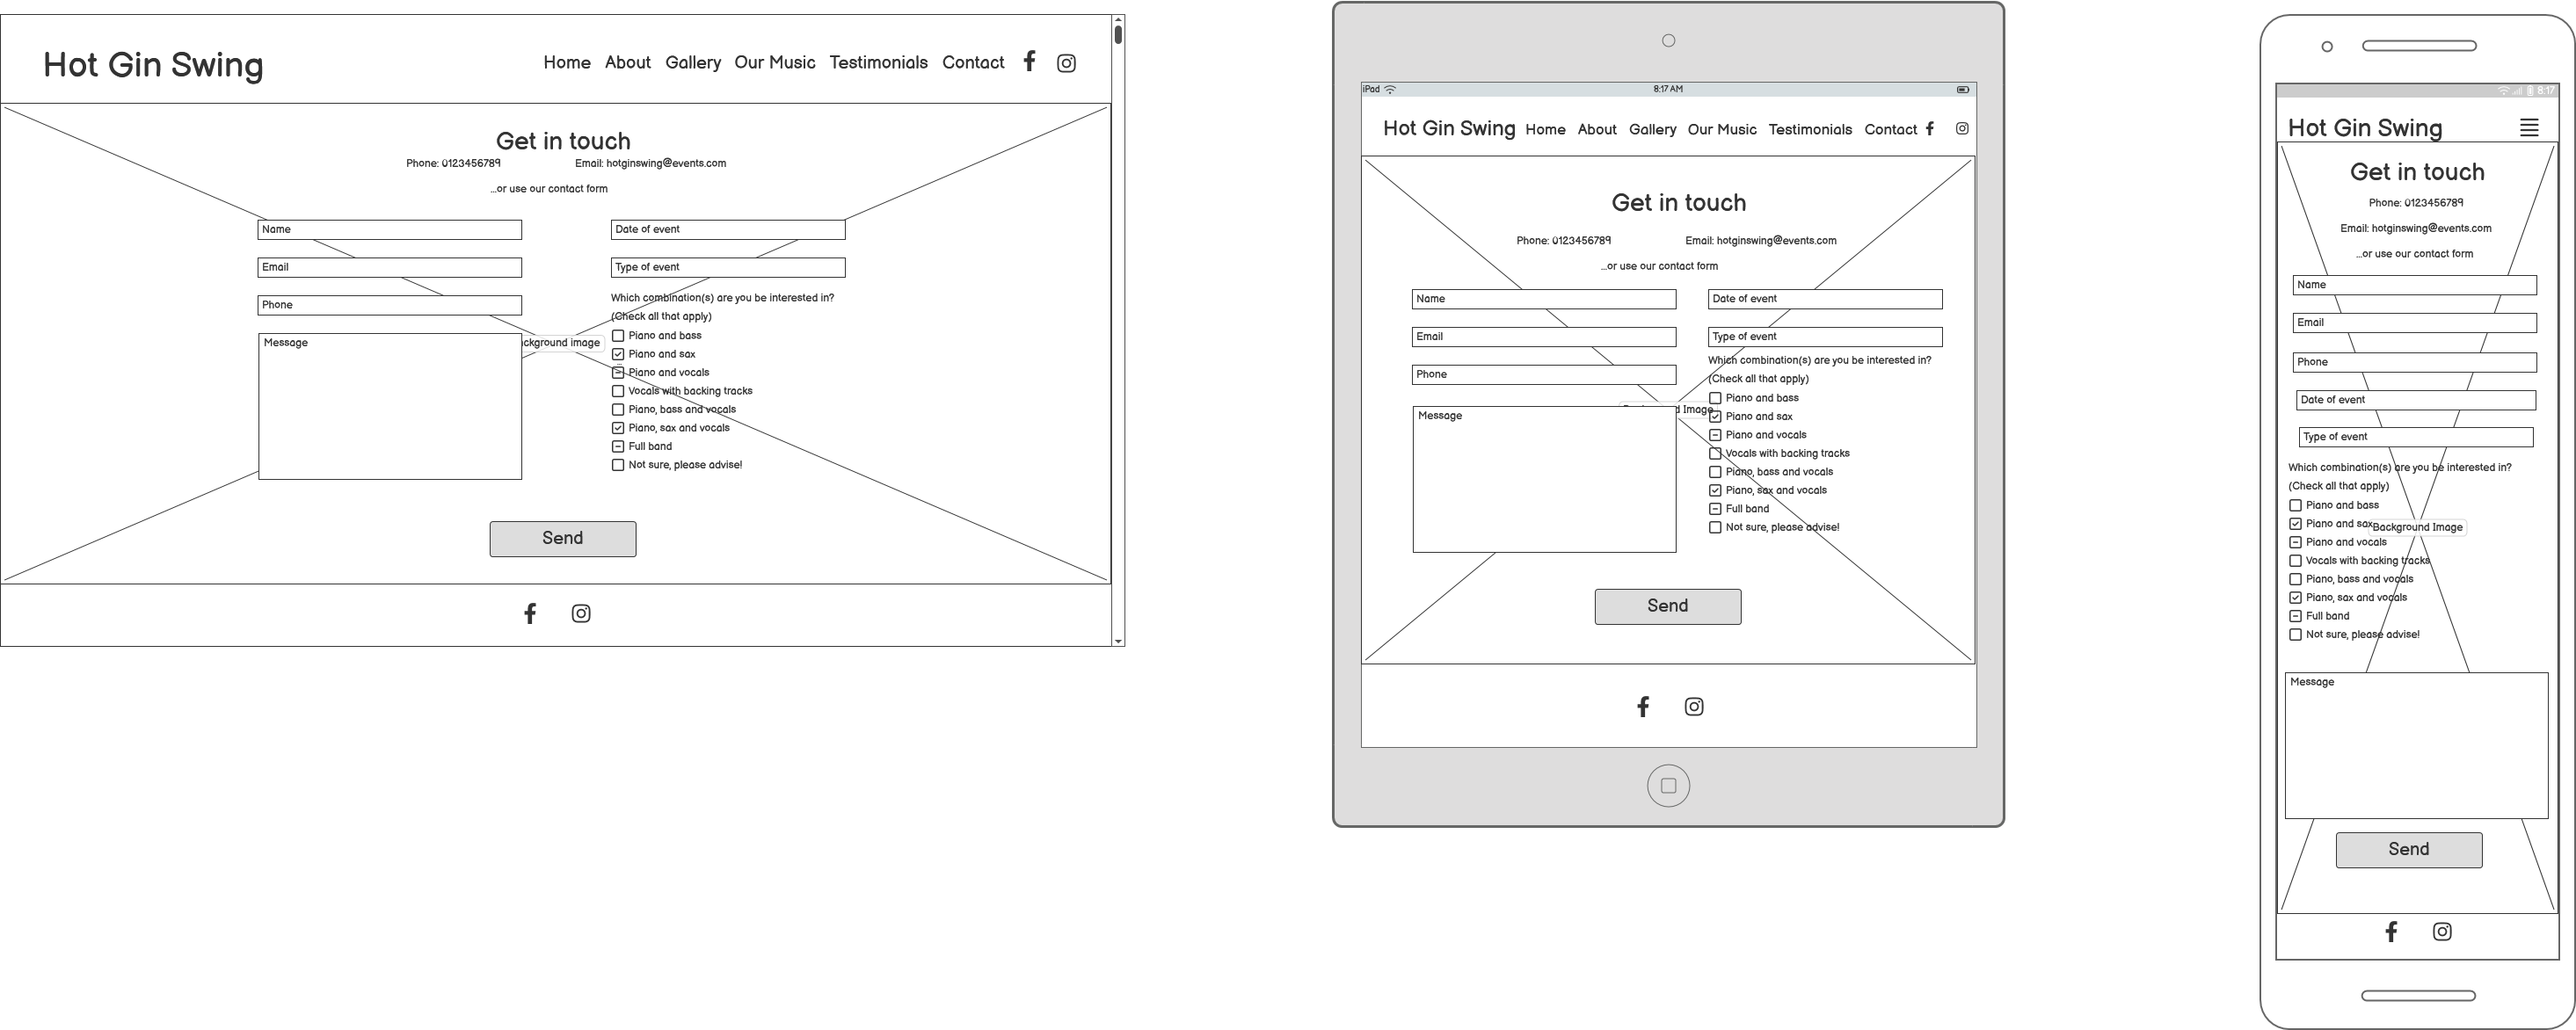 Hot Gin Swing
Home About Gallery Our Music Testimonials Contact
Get in touch
Phone: 0123456789 Email: hotginswing@events.com
...or use our contact form
Name
Email
Phone
Message
Date of event
Type of event
Which combination(s) are you be interested in?
(Check all that apply)
Piano and bass
Piano and sax
Piano and vocals
Vocals with backing tracks
Piano, bass and vocals
Piano, sax and vocals
Full band
Not sure, please advise!
image
Send
iPad 8:17 AM
Hot Gin Swing Home About Gallery Our Music Testimonials Contact
Get in touch
Phone: 0123456789 Email: hotginswing@events.com
...or use our contact form
Name
Email
Phone
Message
Date of event
Type of event
Which combination(s) are you be interested in?
(Check all that apply)
Piano and bass
Piano and sax
Piano and vocals
Vocals with backing tracks
Piano, bass and vocals
Piano, sax and vocals
Full band
Not sure, please advise!
Image
Send
8:17
Hot Gin Swing
Get in touch
Phone: 0123456789
Email: hotginswing@events.com
...or use our contact form
Name
Email
Phone
Date of event
Type of event
Which combination(s) are you be interested in?
(Check all that apply)
Piano and bass
Piano and sax
Background Image
Piano and vocals
Vocals with backing tracks
Piano, bass and vocals
Piano, sax and vocals
Full band
Not sure, please advise!
Message
Send